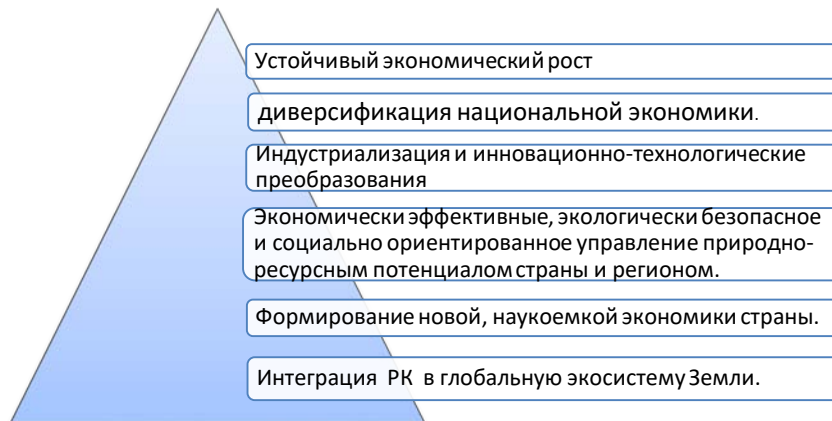 Устойчивый экономический рост
диверсификация национальной экономики.
Индустриализация и инновационно-технологические
преобразования
Экономически эффективные, экологически безопасное
и социально ориентированное управление природно-
ресурсным потенциалом страны и регионом.
Формирование новой, наукоемкой экономики страны.
Интеграция РК в глобальную экосистему Земли.